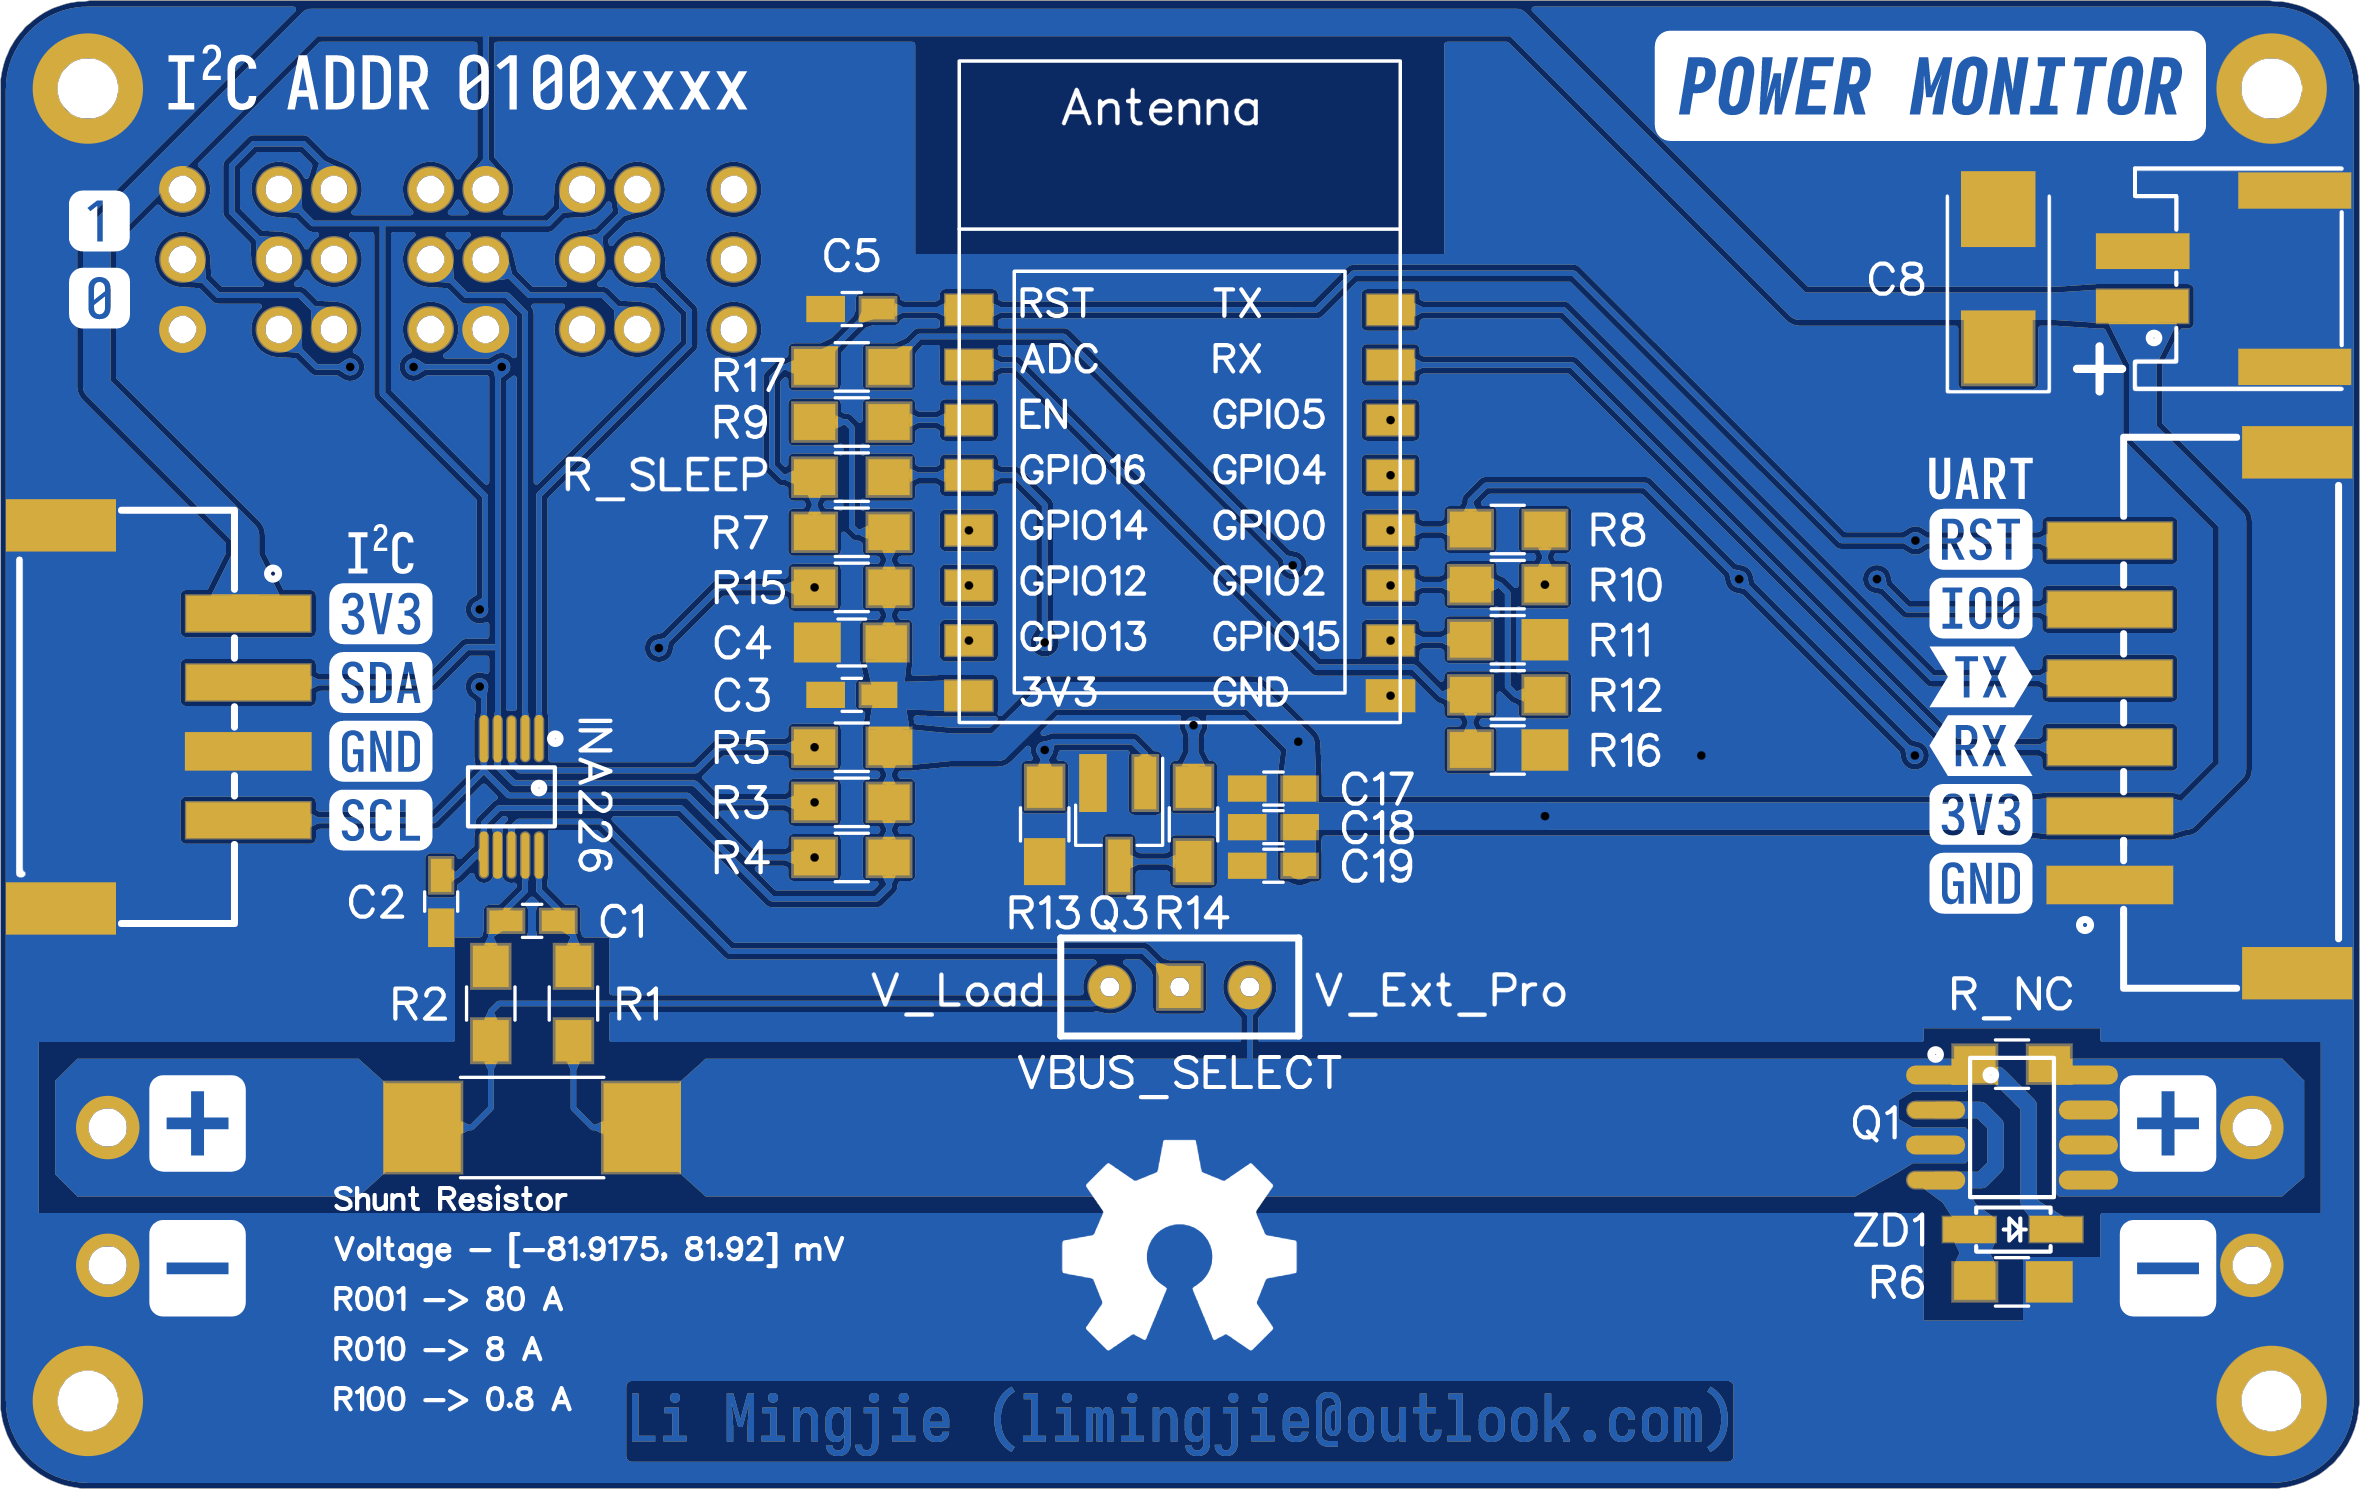 I²C ADDR 0100xxxx
POWER MONITOR
Antenna
1
0
C5
C8
+
RST TX
ADC RX
EN GPIO5
GPIO16 GPIO4
GPIO14 GPIO0
GPIO12 GPIO2
GPIO13 GPIO15
3V3 GND
R17
R9
R_SLEEP
R7
R15
C4
C3
R5
R3
R4
R8
R10
R11
R12
R16
I²C
3V3
SDA
GND
SCL
INA226
UART
RST
IO0
TX
RX
3V3
GND
C17
C18
C19
C2
C1
R13 Q3 R14
R2
R1
V_Load
V_Ext_Pro
VBUS_SELECT
R_NC
Q1
ZD1
R6
+
+
-
-
Shunt Resistor
Voltage - [-81.9175, 81.92] mV
R001 -> 80 A
R010 -> 8 A
R100 -> 0.8 A
Li Mingjie (limingjie@outlook.com)